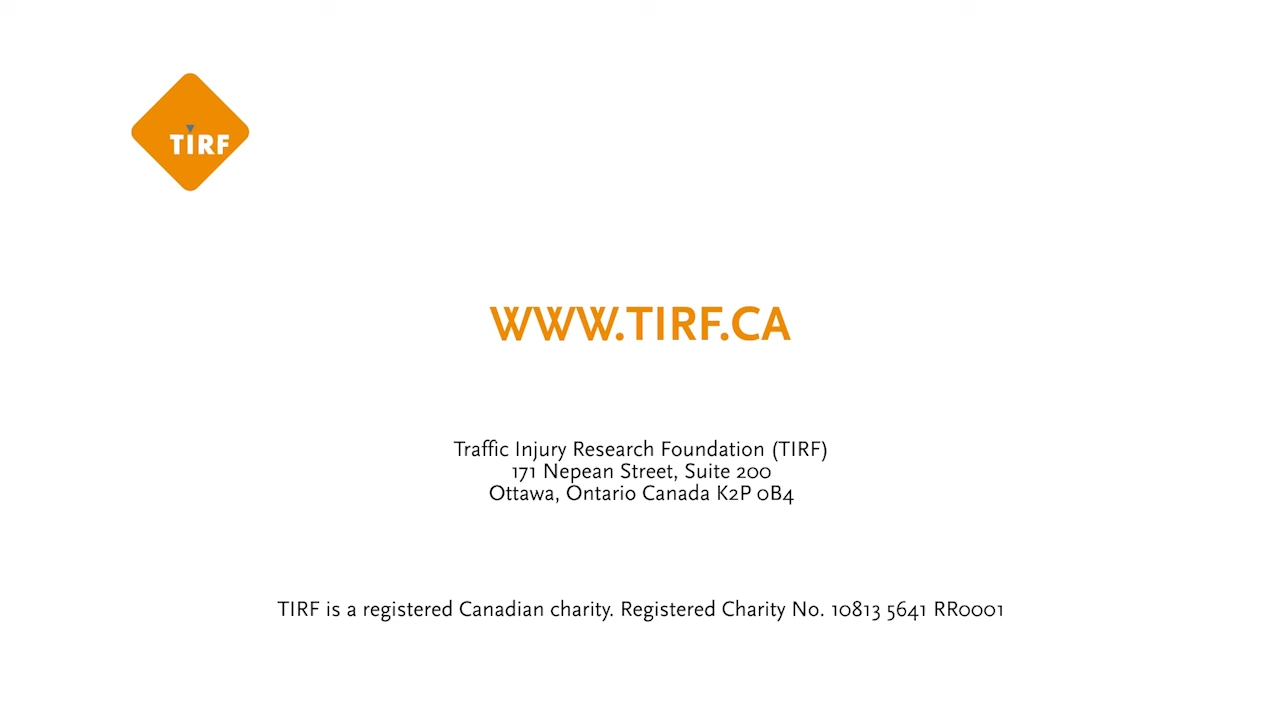 TIRF
WWW.TIRF.CA
Traffic Injury Research Foundation (TIRF)
171 Nepean Street, Suite 200
Ottawa, Ontario Canada K2P 0B4
TIRF is a registered Canadian charity. Registered Charity No. 10813 5641 RR0001